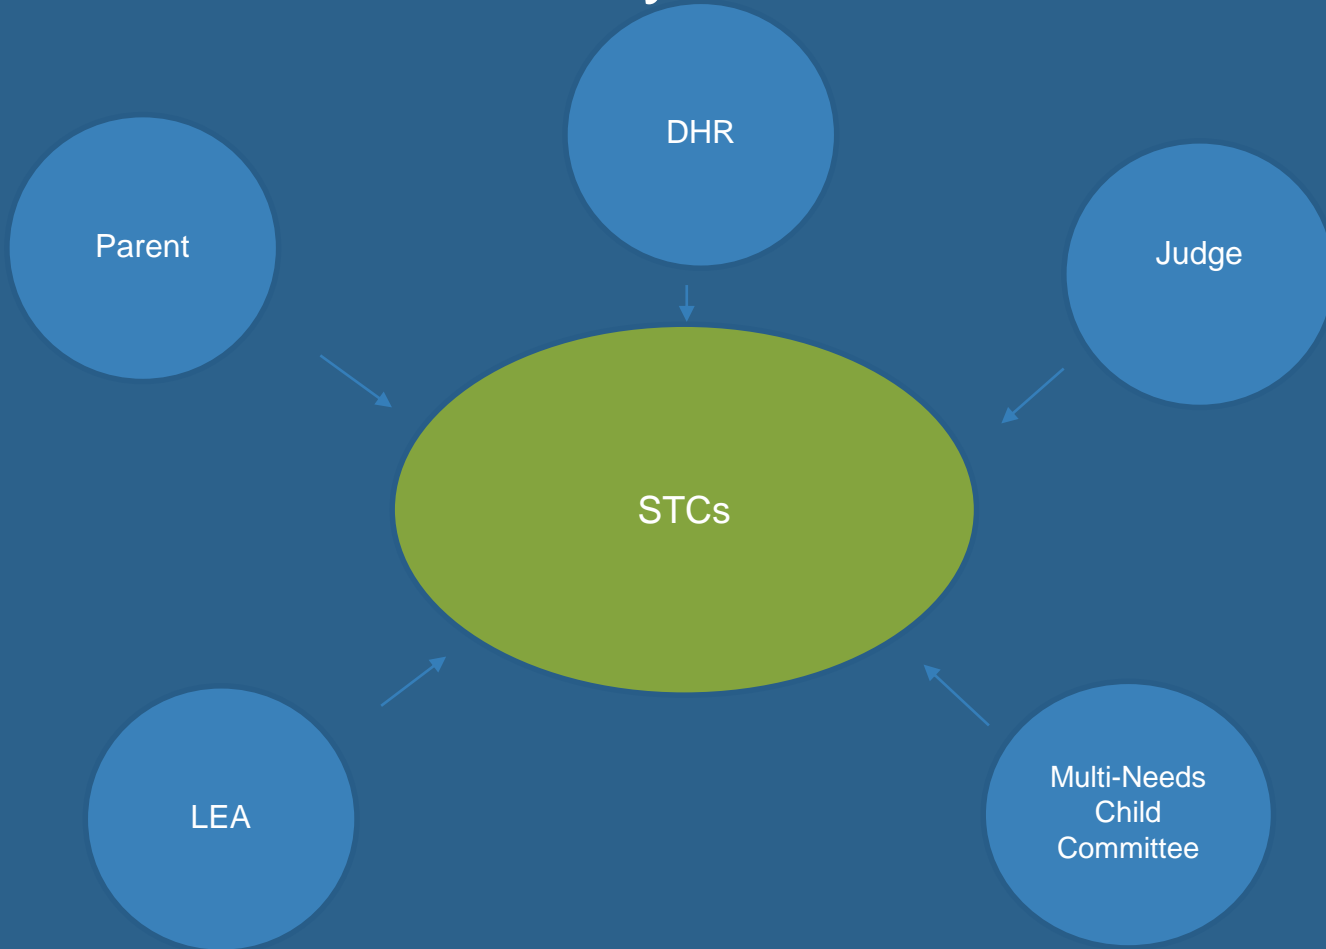 DHR
Parent
Judge
STCs
LEA
Multi-Needs
Child
Committee